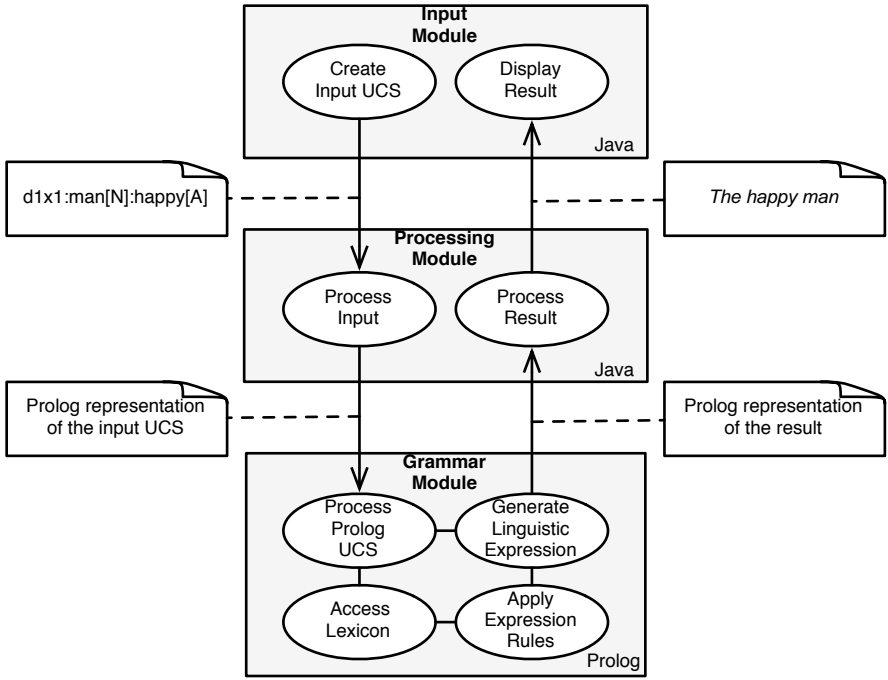 Input
Module
Create
Input UCS
Display
Result
Java
d1x1:man[N]:happy[A]
The happy man
Processing
Module
Process
Input
Process
Result
Java
Prolog representation
of the input UCS
Prolog representation
of the result
Grammar
Module
Process
Prolog
UCS
Generate
Linguistic
Expression
Access
Lexicon
Apply
Expression
Rules
Prolog